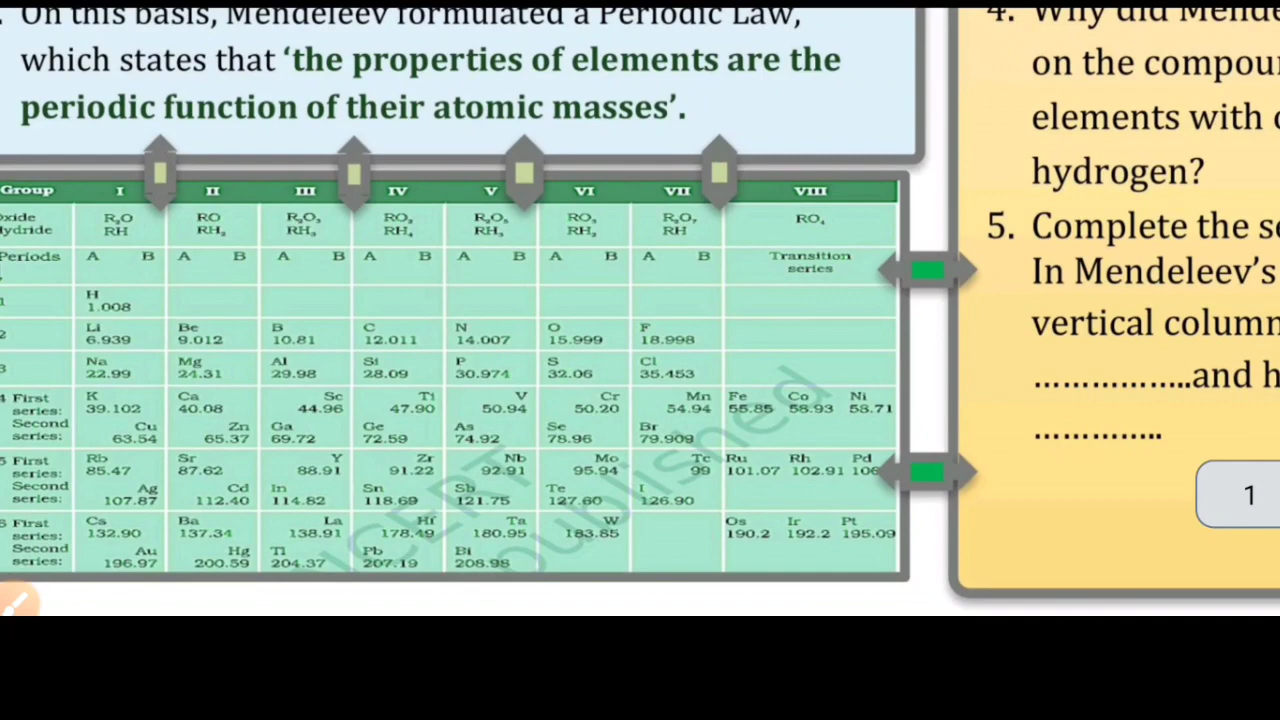 On this basis, Mendeleev formulated a Periodic Law,
which states that ‘the properties of elements are the
periodic function of their atomic masses’.
Group I II III IV V VI VII VIII
Oxide R₂O RO R₂O₃ RO₂ R₂O₅ RO₃ R₂O₇ RO₄
Hydride RH RH₂ RH₃ RH₄ RH₃ RH₂ RH
Periods A B A B A B A B A B A B A B Transition
series
1 H
1.008
2 Li Be B C N O F
6.939 9.012 10.81 12.011 14.007 15.999 18.998
3 Na Mg Al Si P S Cl
22.99 24.31 29.98 28.09 30.974 32.06 35.453
4 First K Ca Sc Ti V Cr Mn Fe Co Ni
series: 39.102 40.08 44.96 47.90 50.94 50.20 54.94 55.85 58.93 58.71
Second Cu Zn Ga Ge As Se Br
series: 63.54 65.37 69.72 72.59 74.92 78.96 79.909
5 First Rb Sr Y Zr Nb Mo Tc Ru Rh Pd
series: 85.47 87.62 88.91 91.22 92.91 95.94 99 101.07 102.91 106
Second Ag Cd In Sn Sb Te I
series: 107.87 112.40 114.82 118.69 121.75 127.60 126.90
6 First Cs Ba La Hf Ta W Os Ir Pt
series: 132.90 137.34 138.91 178.49 180.95 183.85 190.2 192.2 195.09
Second Au Hg Tl Pb Bi
series: 196.97 200.59 204.37 207.19 208.98
4. Why did Mende
on the compou
elements with
hydrogen?
5. Complete the se
In Mendeleev's
vertical column
……………..and h
…………..
1